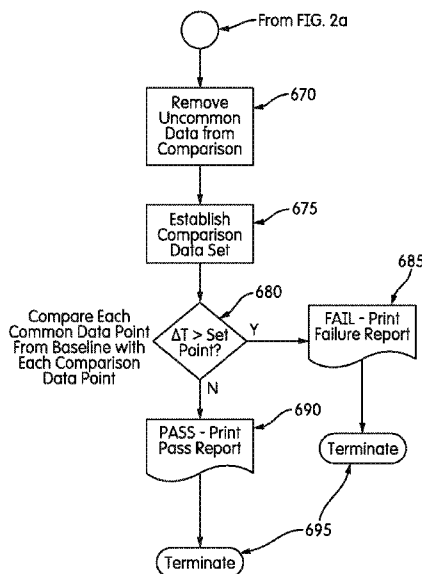 From FIG. 2a
Remove
Uncommon
Data from
Comparison
670
Establish
Comparison
Data Set
675
680
Compare Each
Common Data Point
From Baseline with
Each Comparison
Data Point
ΔT > Set
Point?
Y
N
685
FAIL - Print
Failure Report
690
PASS - Print
Pass Report
Terminate
695
Terminate